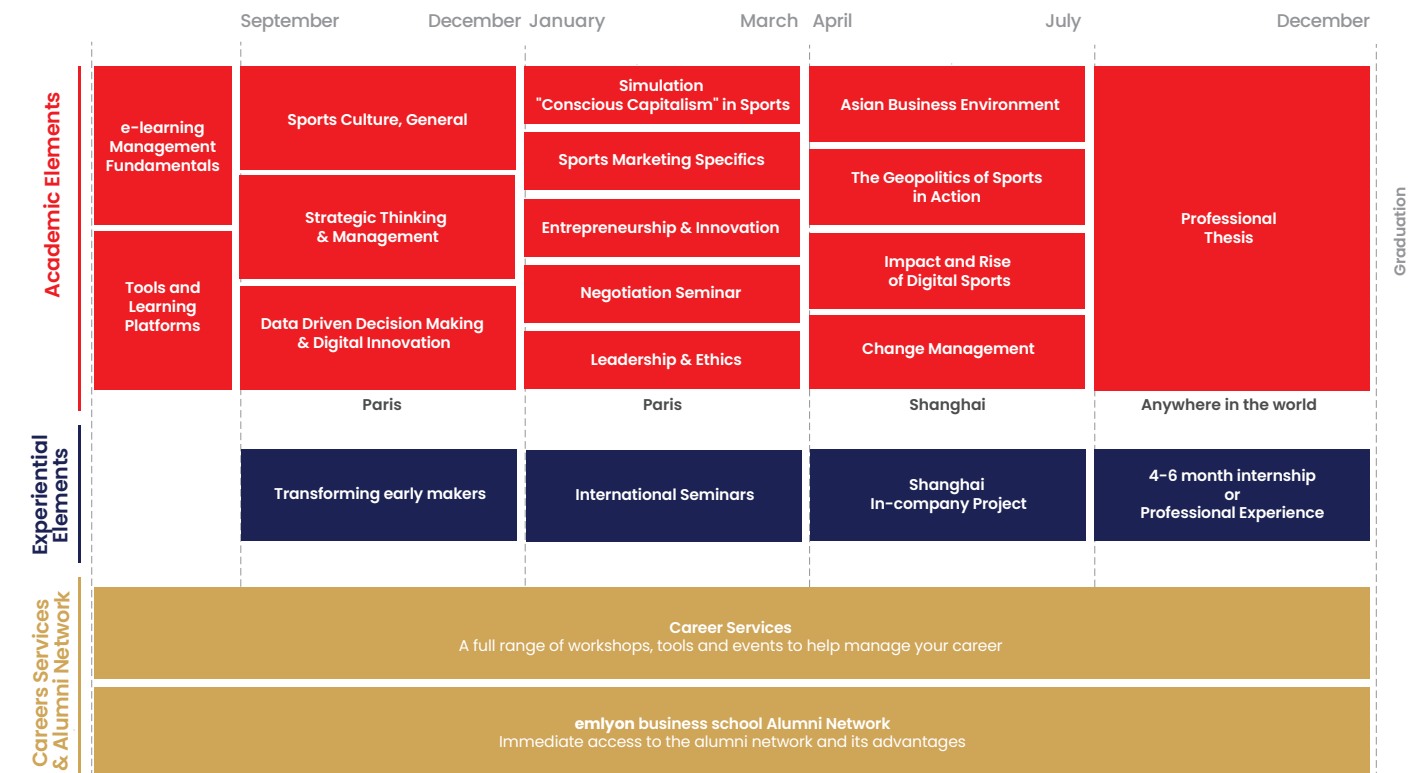 September
December
January
March
April
July
December
Academic Elements
e-learning
Management
Fundamentals
Tools and
Learning
Platforms
Sports Culture, General
Strategic Thinking
& Management
Data Driven Decision Making
& Digital Innovation
Paris
Simulation
"Conscious Capitalism" in Sports
Sports Marketing Specifics
Entrepreneurship & Innovation
Negotiation Seminar
Leadership & Ethics
Paris
Asian Business Environment
The Geopolitics of Sports
in Action
Impact and Rise
of Digital Sports
Change Management
Shanghai
Professional
Thesis
Anywhere in the world
Graduation
Experiential
Elements
Transforming early makers
International Seminars
Shanghai
In-company Project
4-6 month internship
or
Professional Experience
Careers Services
& Alumni Network
Career Services
A full range of workshops, tools and events to help manage your career
emlyon business school Alumni Network
Immediate access to the alumni network and its advantages